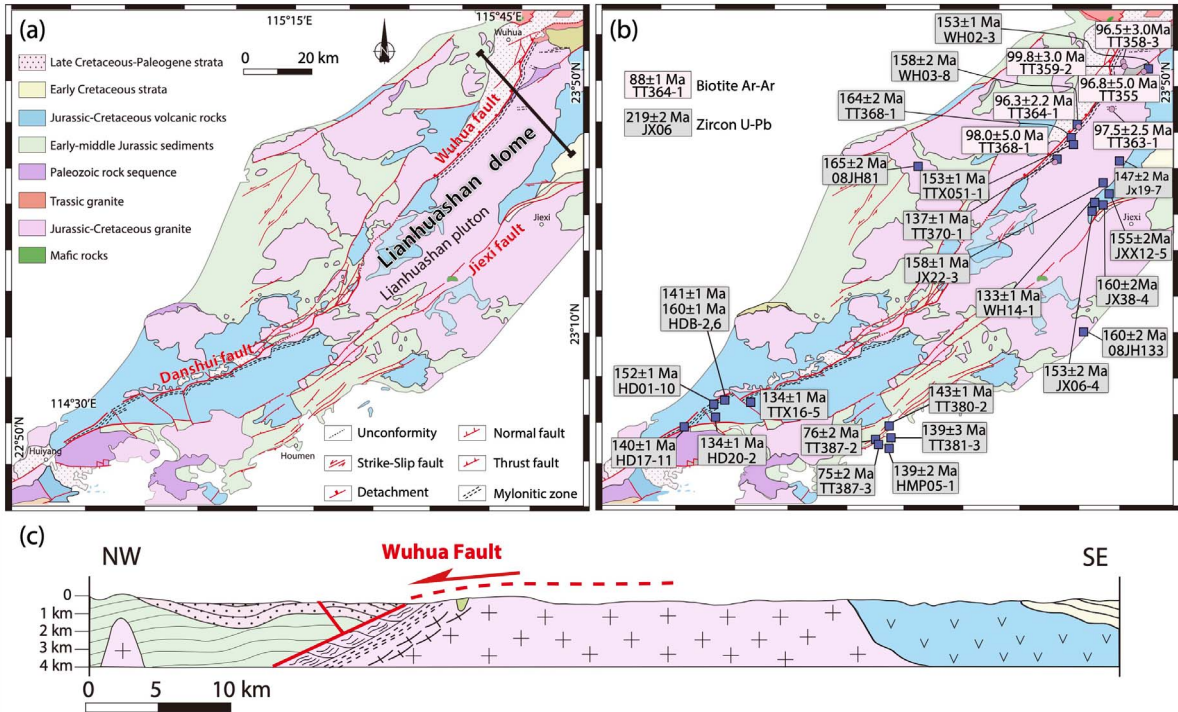 (a)
115°15′E
115°45′E
Wuhua
0 20 km
23°50′N
Late Cretaceous-Paleogene strata
Early Cretaceous strata
Jurassic-Cretaceous volcanic rocks
Early-middle Jurassic sediments
Paleozoic rock sequence
Trassic granite
Jurassic-Cretaceous granite
Mafic rocks
Wuhua fault
Lianhuashan dome
Lianhuashan pluton
Jiexi
Jiexi fault
23°10′N
Danshui fault
114°30′E
22°50′N
Huiyang
Houmen
Unconformity
Normal fault
Strike-Slip fault
Thrust fault
Detachment
Mylonitic zone
(b)
88±1 Ma
TT364-1
Biotite Ar-Ar
219±2 Ma
JX06
Zircon U-Pb
153±1 Ma
WH02-3
96.5±3.0Ma
TT358-3
158±2 Ma
WH03-8
99.8±3.0 Ma
TT359-2
96.8±5.0 Ma
TT355
164±2 Ma
TT368-1
96.3±2.2 Ma
TT364-1
98.0±5.0 Ma
TT368-1
97.5±2.5 Ma
TT363-1
165±2 Ma
08JH81
153±1 Ma
TTX051-1
147±2 Ma
Jx19-7
137±1 Ma
TT370-1
Jiexi
155±2Ma
JXX12-5
158±1 Ma
JX22-3
160±2Ma
JX38-4
133±1 Ma
WH14-1
141±1 Ma
160±1 Ma
HDB-2,6
160±2 Ma
08JH133
153±2 Ma
JX06-4
152±1 Ma
HD01-10
134±1 Ma
TTX16-5
143±1 Ma
TT380-2
140±1 Ma
HD17-11
134±1 Ma
HD20-2
76±2 Ma
TT387-2
139±3 Ma
TT381-3
75±2 Ma
TT387-3
139±2 Ma
HMP05-1
(c)
NW
Wuhua Fault
SE
0
1 km
2 km
3 km
4 km
0 5 10 km